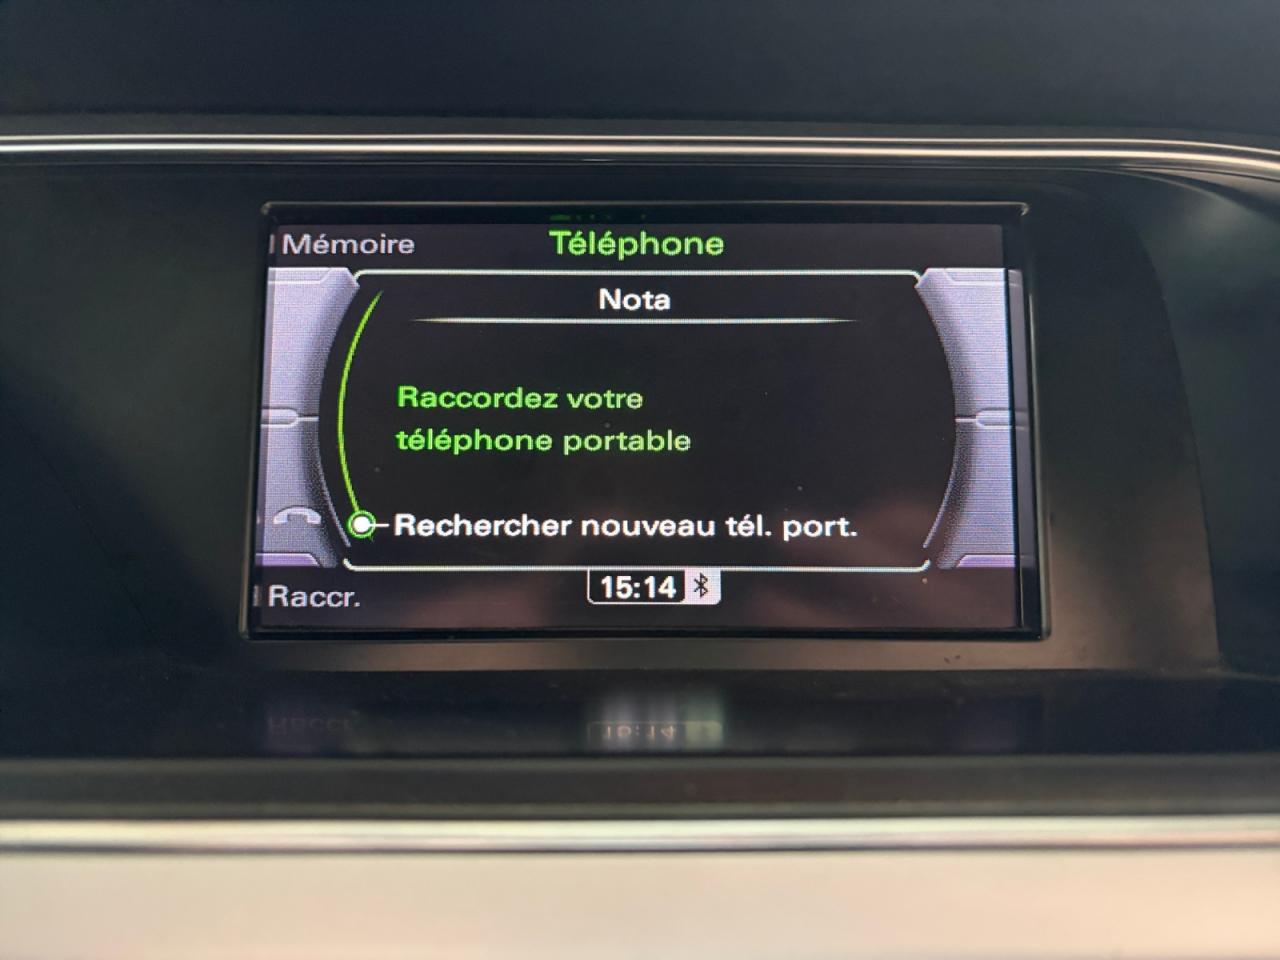 Mémoire
Téléphone
Nota
Raccordez votre
téléphone portable
Rechercher nouveau tél. port.
Raccr.
15:14